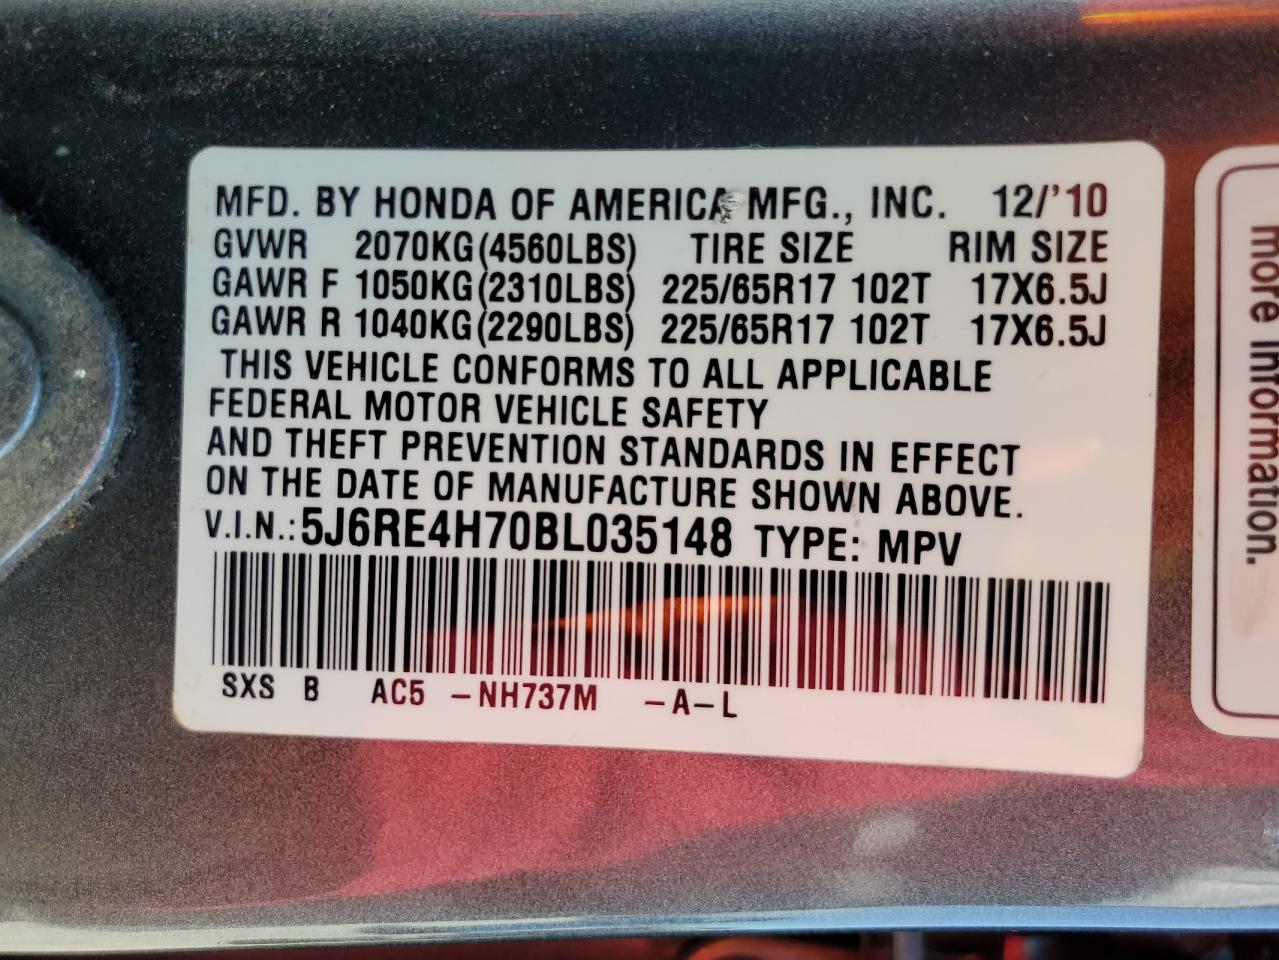 MFD. BY HONDA OF AMERICA MFG., INC. 12/'10
GVWR 2070KG(4560LBS) TIRE SIZE RIM SIZE
GAWR F 1050KG(2310LBS) 225/65R17 102T 17X6.5J
GAWR R 1040KG(2290LBS) 225/65R17 102T 17X6.5J
THIS VEHICLE CONFORMS TO ALL APPLICABLE
FEDERAL MOTOR VEHICLE SAFETY
AND THEFT PREVENTION STANDARDS IN EFFECT
ON THE DATE OF MANUFACTURE SHOWN ABOVE.
V.I.N.: 5J6RE4H70BL035148 TYPE: MPV
SXS B AC5 -NH737M -A-L
more information.